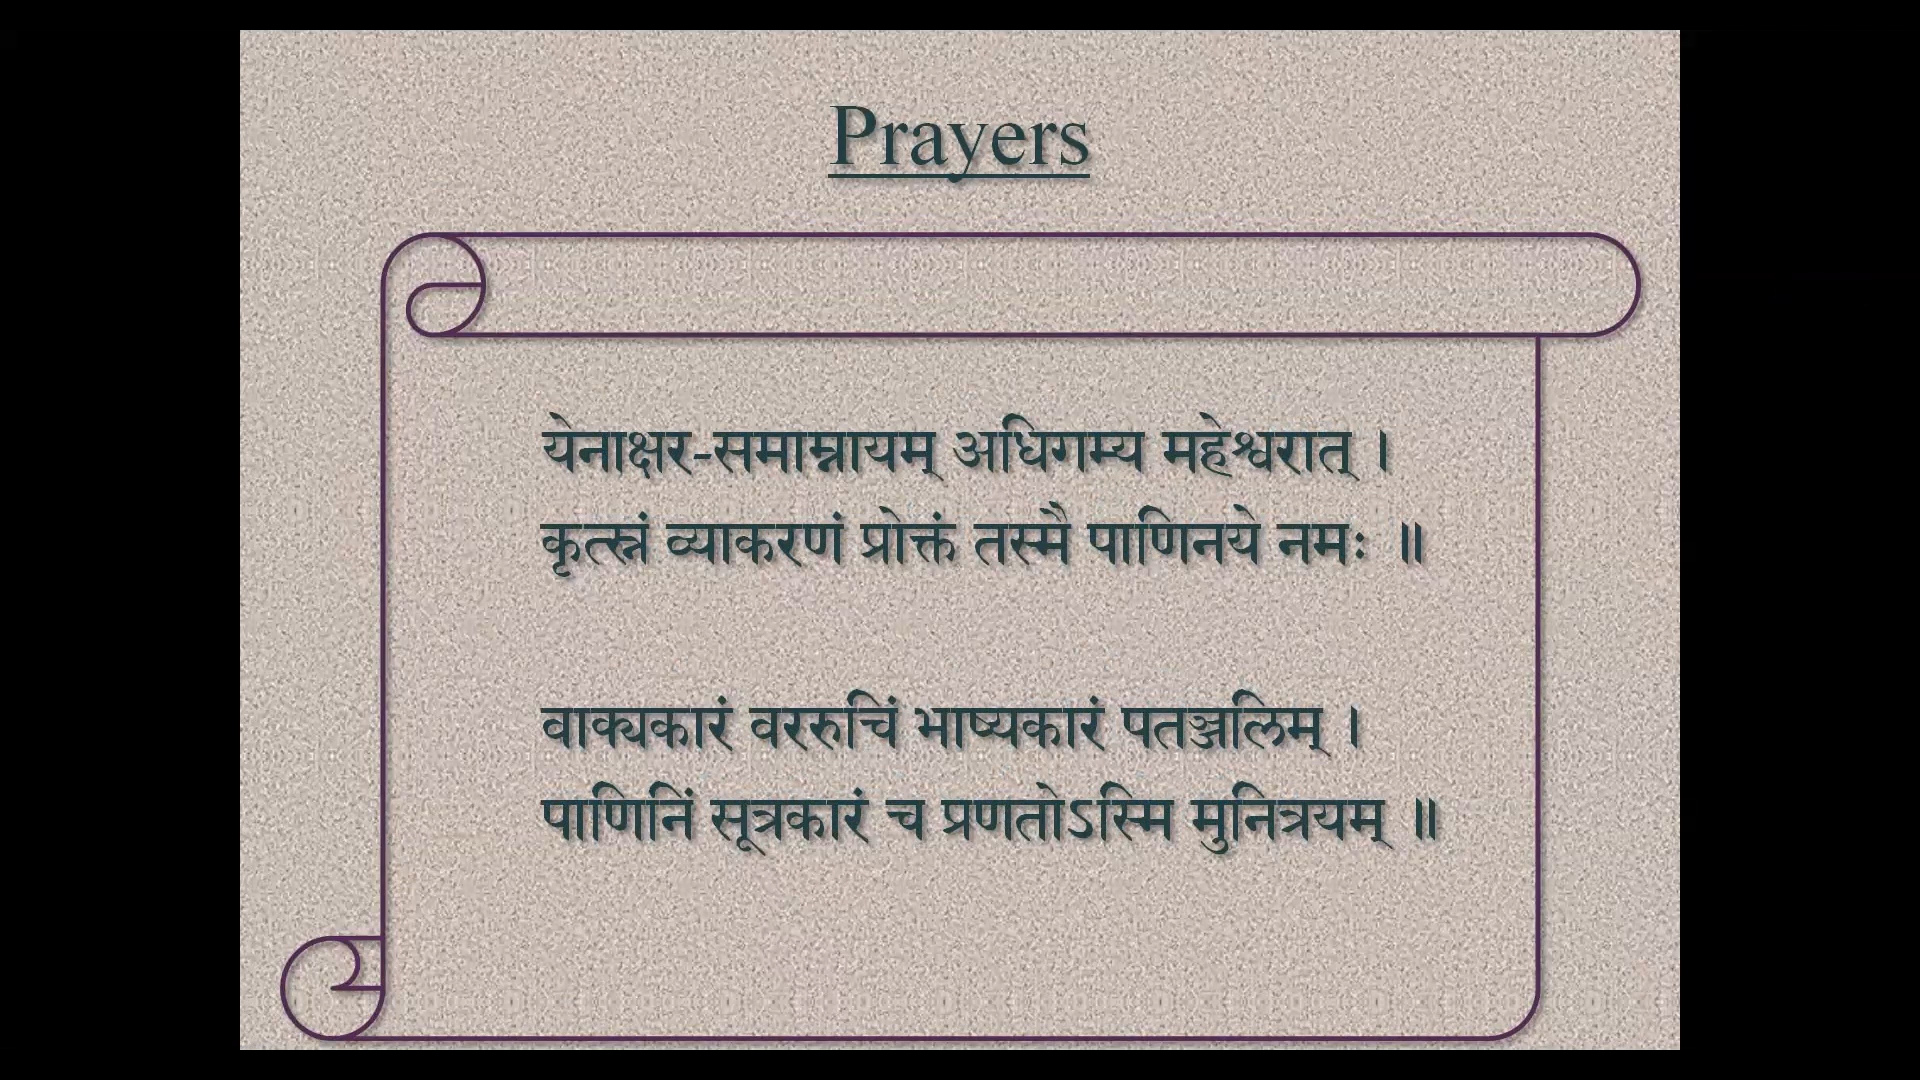 Prayers
येनाक्षर-समाम्नायम् अधिगम्य महेश्वरात् ।
कृत्स्नं व्याकरणं प्रोक्तं तस्मै पाणिनये नमः ॥
वाक्यकारं वररुचिं भाष्यकारं पतञ्जलिम् ।
पाणिनिं सूत्रकारं च प्रणतोऽस्मि मुनित्रयम् ॥